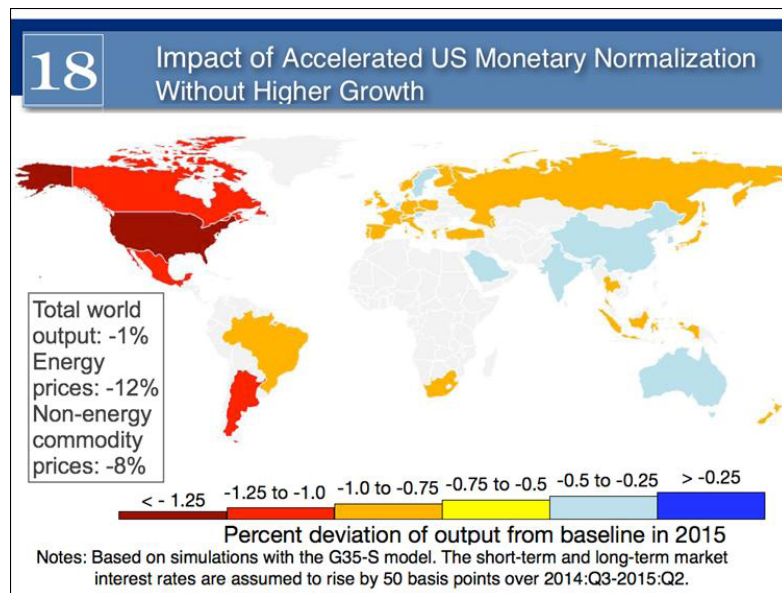 18
Impact of Accelerated US Monetary Normalization
Without Higher Growth
Total world
output: -1%
Energy
prices: -12%
Non-energy
commodity
prices: -8%
< - 1.25
-1.25 to -1.0
-1.0 to -0.75
-0.75 to -0.5
-0.5 to -0.25
> -0.25
Percent deviation of output from baseline in 2015
Notes: Based on simulations with the G35-S model. The short-term and long-term market
interest rates are assumed to rise by 50 basis points over 2014:Q3-2015:Q2.